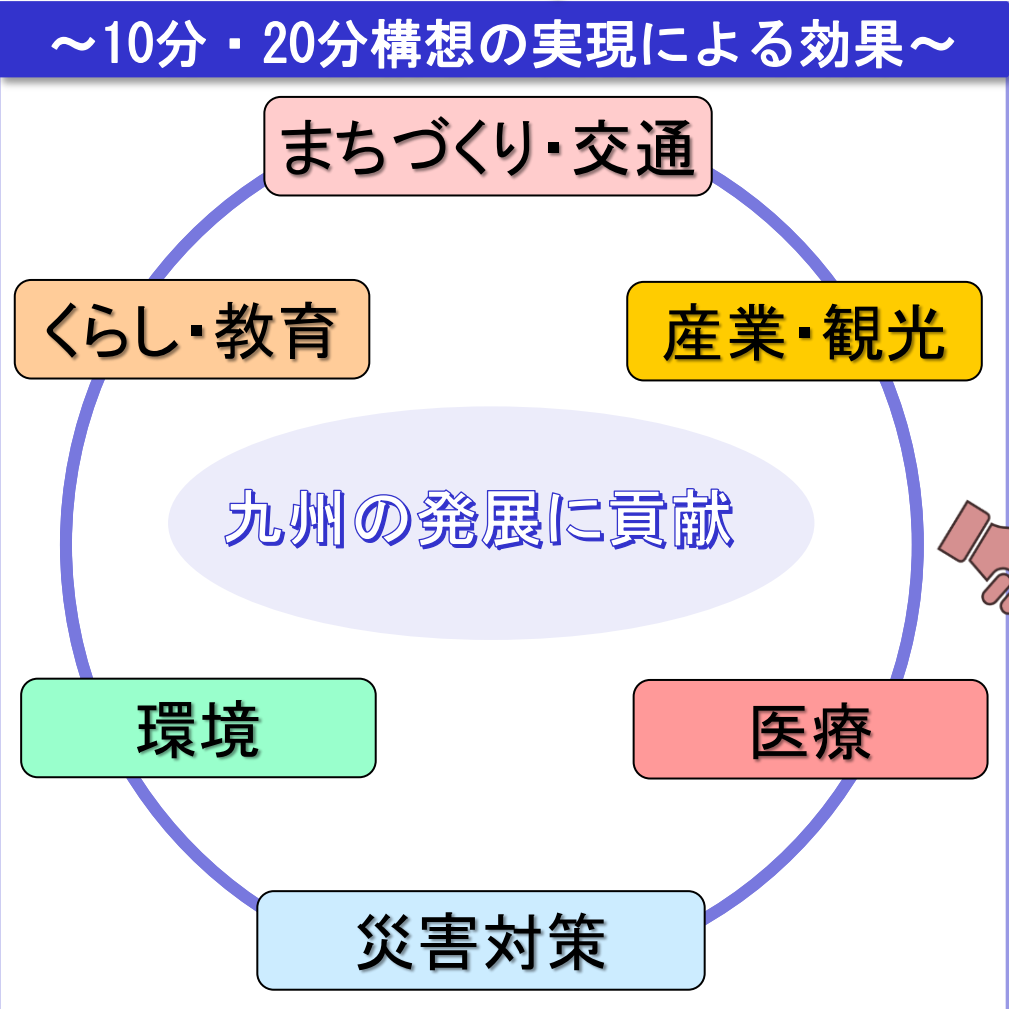 ～10分・20分構想の実現による効果～
まちづくり・交通
くらし・教育
産業・観光
九州の発展に貢献
環境
医療
災害対策